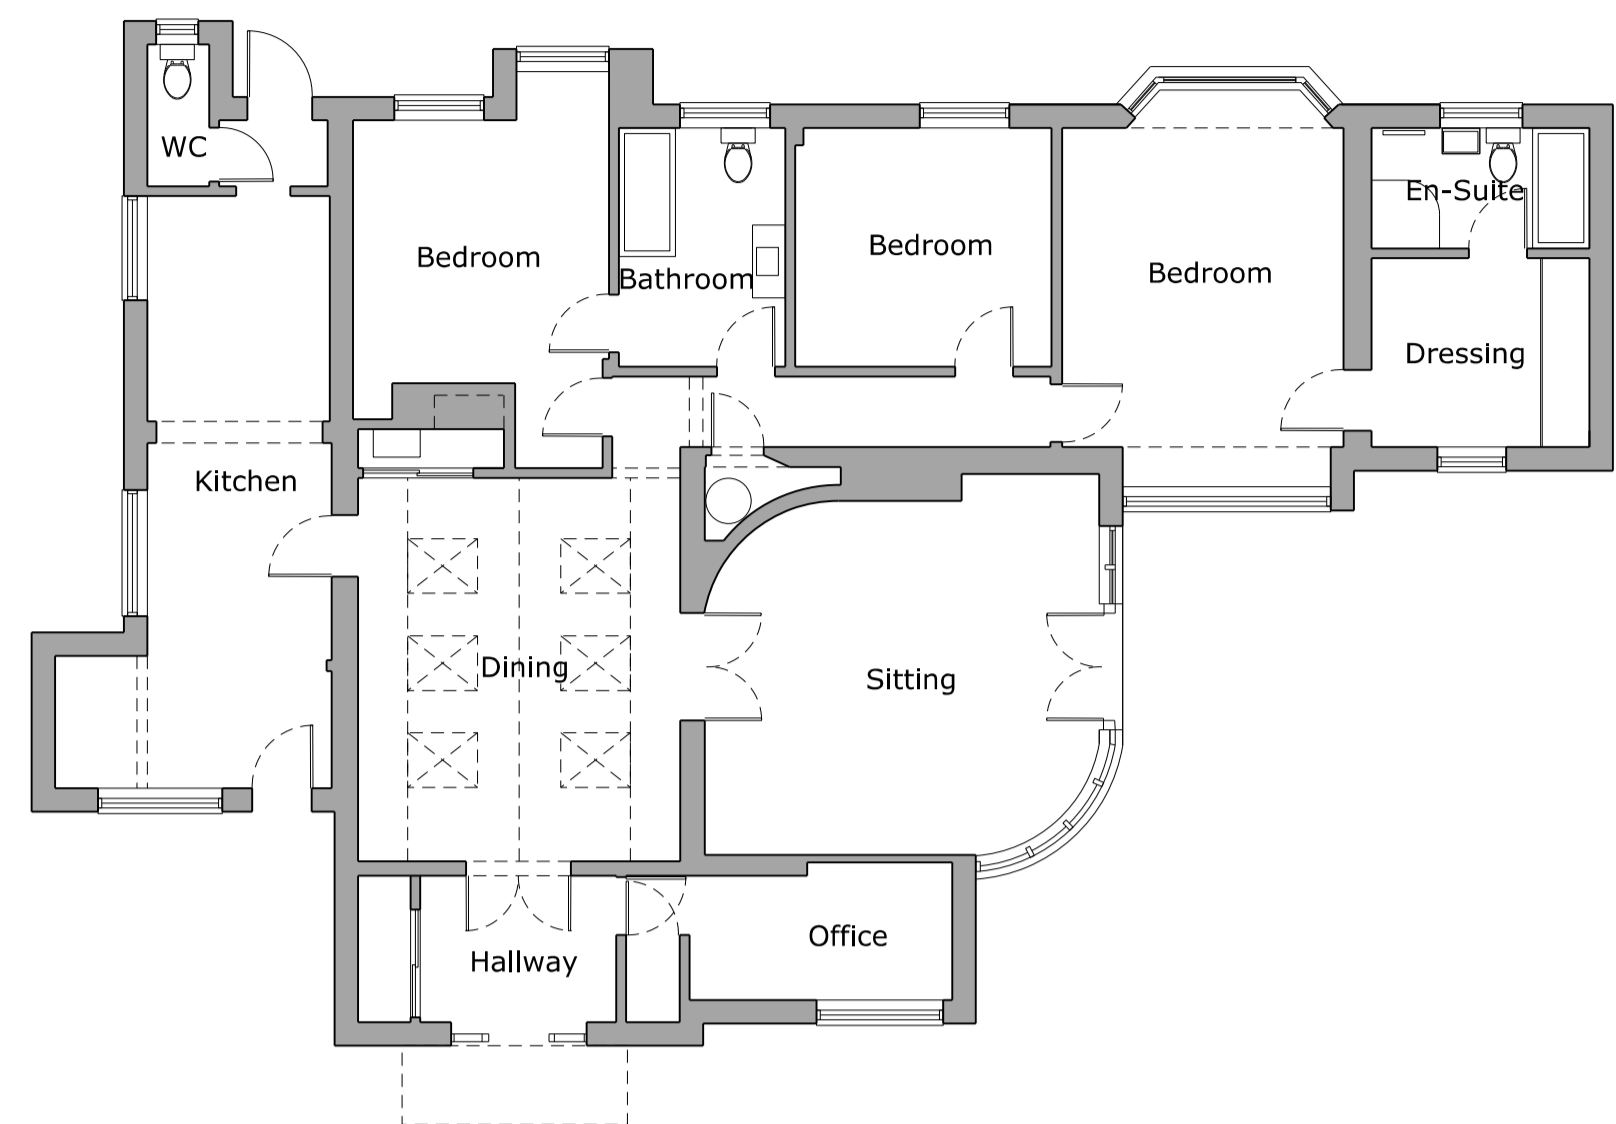 WC
Bedroom
Bathroom
Bedroom
Bedroom
En-Suite
Dressing
Kitchen
Dining
Sitting
Hallway
Office